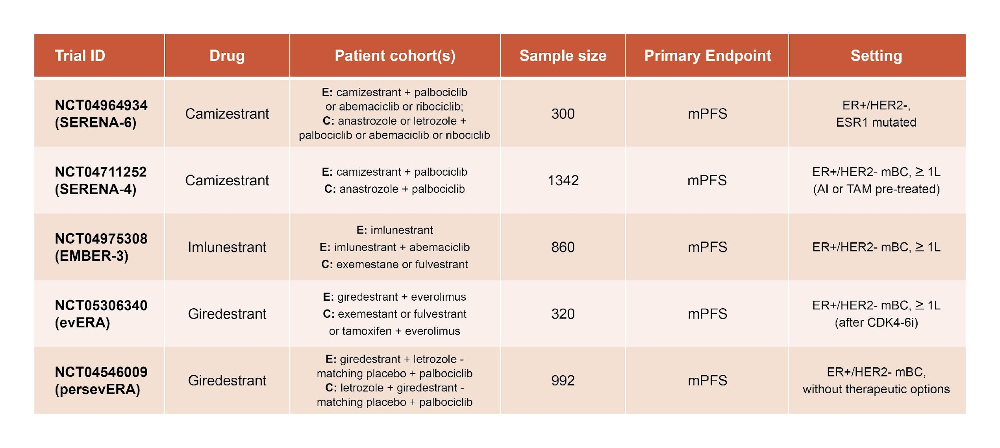 Trial ID
Drug
Patient cohort(s)
Sample size
Primary Endpoint
Setting
NCT04964934
(SERENA-6)
Camizestrant
E: camizestrant + palbociclib
or abemaciclib or ribociclib;
C: anastrozole or letrozole +
palbociclib or abemaciclib or ribociclib
300
mPFS
ER+/HER2-,
ESR1 mutated
NCT04711252
(SERENA-4)
Camizestrant
E: camizestrant + palbociclib
C: anastrozole + palbociclib
1342
mPFS
ER+/HER2- mBC, ≥ 1L
(AI or TAM pre-treated)
NCT04975308
(EMBER-3)
Imlunestrant
E: imlunestrant
E: imlunestrant + abemaciclib
C: exemestane or fulvestrant
860
mPFS
ER+/HER2- mBC, ≥ 1L
NCT05306340
(evERA)
Giredestrant
E: giredestrant + everolimus
C: exemestant or fulvestrant
or tamoxifen + everolimus
320
mPFS
ER+/HER2- mBC, ≥ 1L
(after CDK4-6i)
NCT04546009
(persevERA)
Giredestrant
E: giredestrant + letrozole -
matching placebo + palbociclib
C: letrozole + giredestrant -
matching placebo + palbociclib
992
mPFS
ER+/HER2- mBC,
without therapeutic options